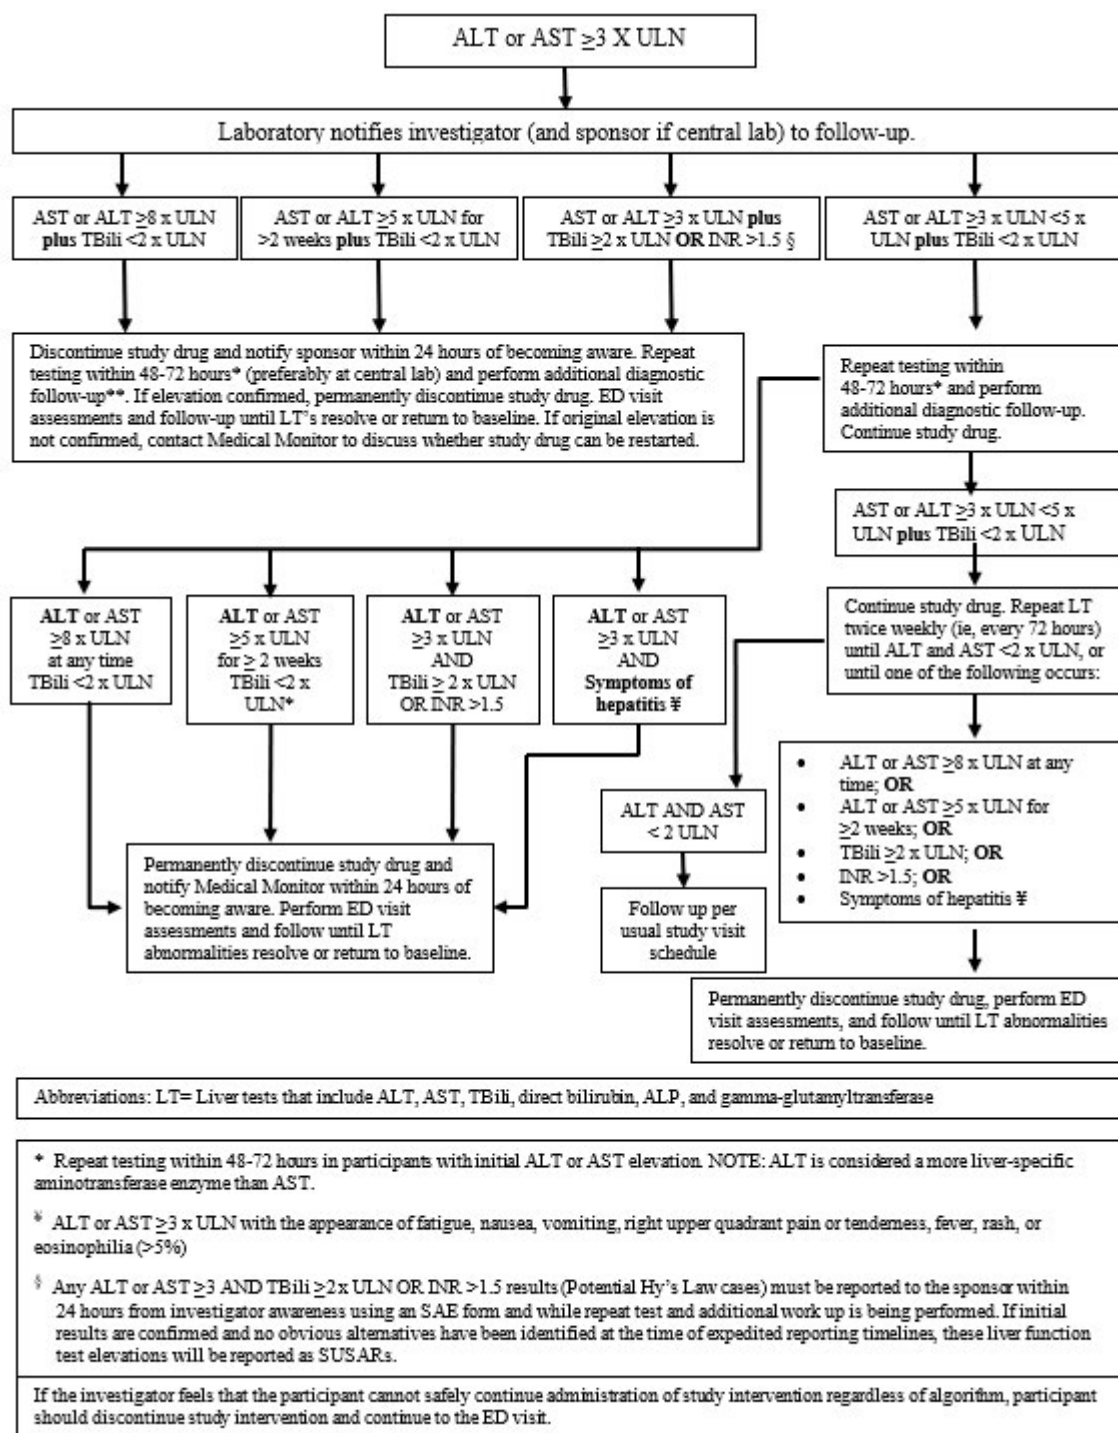 ALT or AST ≥3 X ULN
Laboratory notifies investigator (and sponsor if central lab) to follow-up.
AST or ALT ≥8 x ULN
plus TBili <2 x ULN
AST or ALT ≥5 x ULN for
>2 weeks plus TBili <2 x ULN
AST or ALT ≥3 x ULN plus
TBili ≥2 x ULN OR INR >1.5 §
AST or ALT ≥3 x ULN <5 x
ULN plus TBili <2 x ULN
Discontinue study drug and notify sponsor within 24 hours of becoming aware. Repeat
testing within 48-72 hours* (preferably at central lab) and perform additional diagnostic
follow-up**. If elevation confirmed, permanently discontinue study drug. ED visit
assessments and follow-up until LT's resolve or return to baseline. If original elevation is
not confirmed, contact Medical Monitor to discuss whether study drug can be restarted.
Repeat testing within
48-72 hours* and perform
additional diagnostic follow-up.
Continue study drug.
AST or ALT ≥3 x ULN <5 x
ULN plus TBili <2 x ULN
ALT or AST
≥8 x ULN
at any time
TBili <2 x ULN
ALT or AST
≥5 x ULN
for ≥ 2 weeks
TBili <2 x
ULN*
ALT or AST
≥3 x ULN
AND
TBili ≥ 2 x ULN
OR INR >1.5
ALT or AST
≥3 x ULN
AND
Symptoms of
hepatitis ¥
Continue study drug. Repeat LT
twice weekly (ie, every 72 hours)
until ALT and AST <2 x ULN, or
until one of the following occurs:
• ALT or AST ≥8 x ULN at any
time; OR
• ALT or AST ≥5 x ULN for
≥2 weeks; OR
• TBili ≥2 x ULN; OR
• INR >1.5; OR
• Symptoms of hepatitis ¥
ALT AND AST
< 2 ULN
Follow up per
usual study visit
schedule
Permanently discontinue study drug and
notify Medical Monitor within 24 hours of
becoming aware. Perform ED visit
assessments and follow until LT
abnormalities resolve or return to baseline.
Permanently discontinue study drug, perform ED
visit assessments, and follow until LT abnormalities
resolve or return to baseline.
Abbreviations: LT= Liver tests that include ALT, AST, TBili, direct bilirubin, ALP, and gamma-glutamyltransferase
* Repeat testing within 48-72 hours in participants with initial ALT or AST elevation. NOTE: ALT is considered a more liver-specific
aminotransferase enzyme than AST.
¥ ALT or AST ≥3 x ULN with the appearance of fatigue, nausea, vomiting, right upper quadrant pain or tenderness, fever, rash, or
eosinophilia (>5%)
§ Any ALT or AST ≥3 AND TBili ≥2x ULN OR INR >1.5 results (Potential Hy's Law cases) must be reported to the sponsor within
24 hours from investigator awareness using an SAE form and while repeat test and additional work up is being performed. If initial
results are confirmed and no obvious alternatives have been identified at the time of expedited reporting timelines, these liver function
test elevations will be reported as SUSARs.
If the investigator feels that the participant cannot safely continue administration of study intervention regardless of algorithm, participant
should discontinue study intervention and continue to the ED visit.